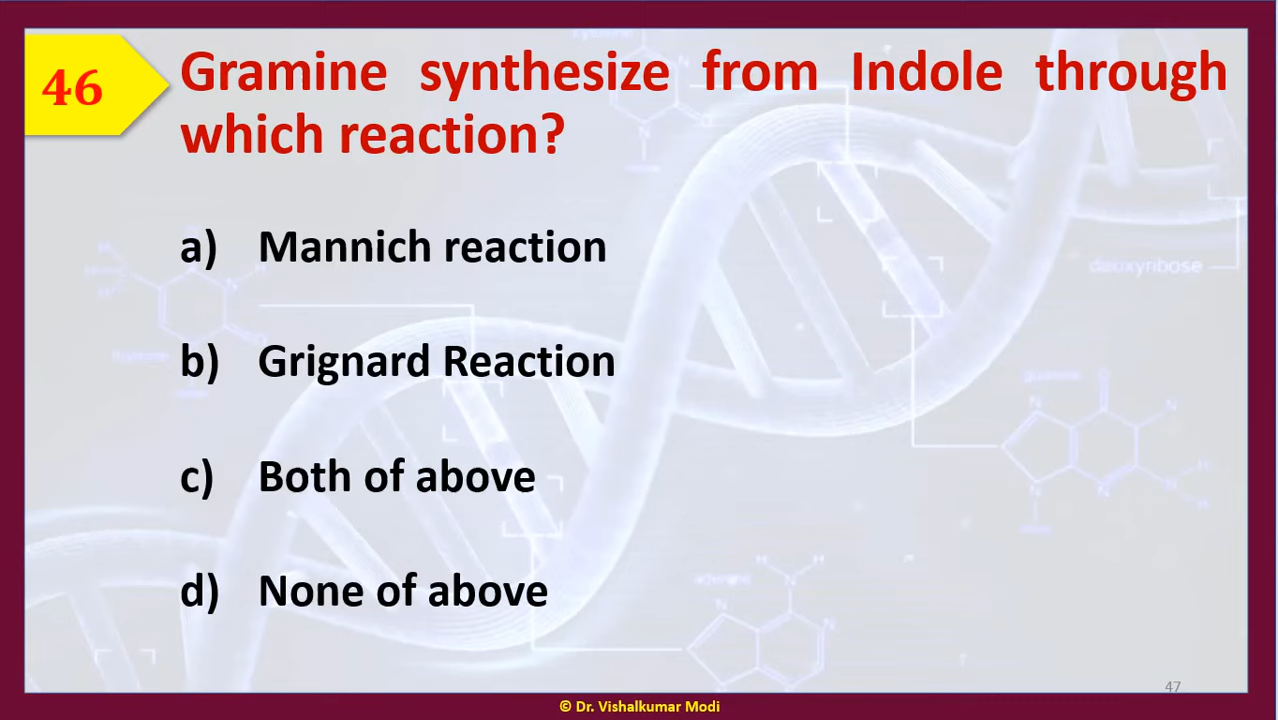 46
Gramine synthesize from Indole through
which reaction?
a) Mannich reaction
b) Grignard Reaction
c) Both of above
d) None of above
deoxyribose
47
© Dr. Vishalkumar Modi